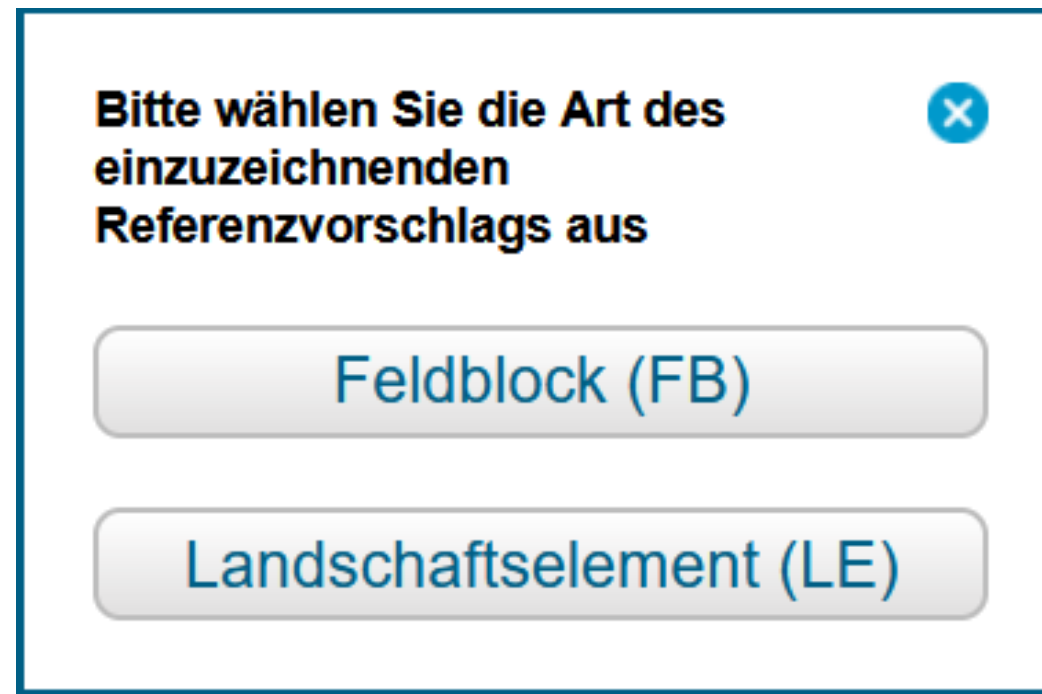 Bitte wählen Sie die Art des
einzuzeichnenden
Referenzvorschlags aus
Feldblock (FB)
Landschaftselement (LE)